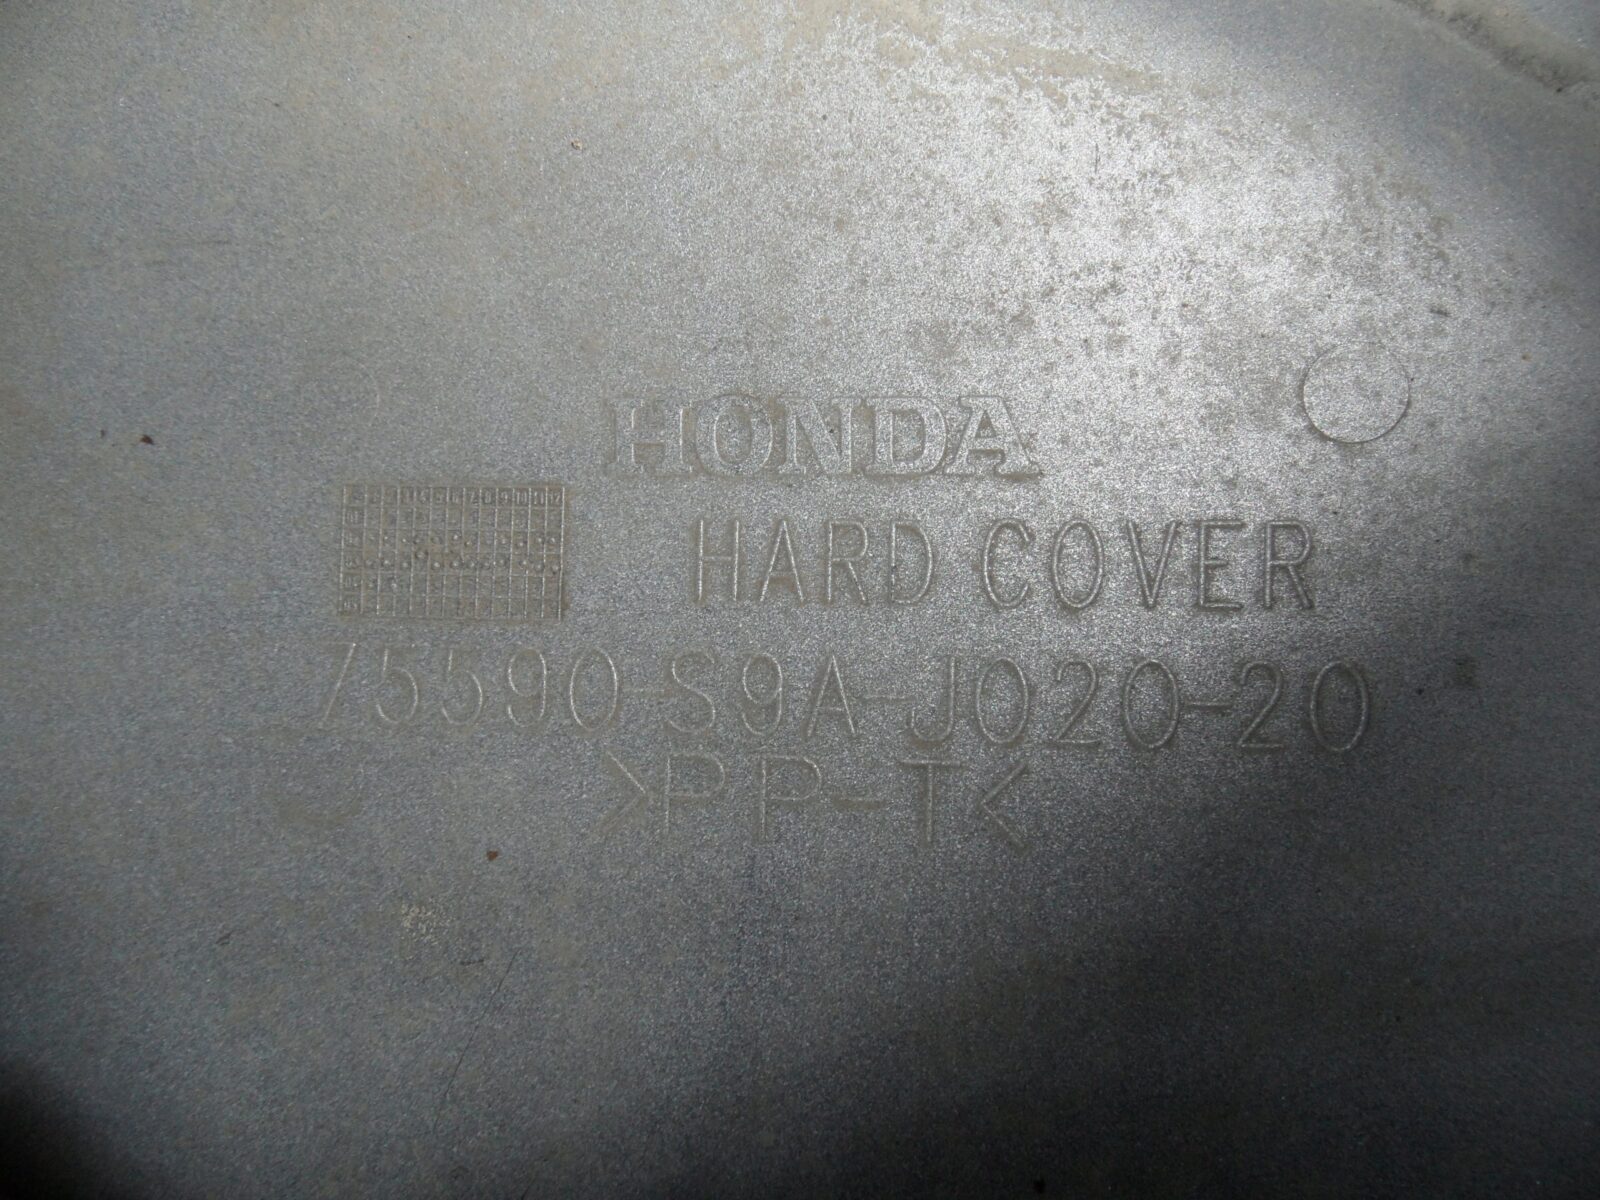 HONDA
HARD COVER
75590-S9A-J020-20
>PP-T<